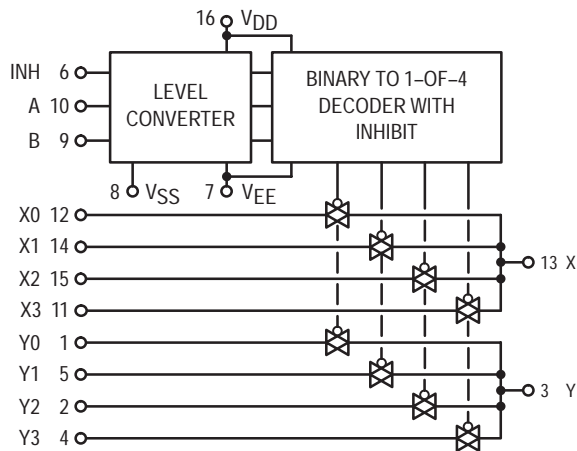 16 VDD
INH 6
A 10
B 9
LEVEL
CONVERTER
BINARY TO 1–OF–4
DECODER WITH
INHIBIT
8 VSS
7 VEE
X0 12
X1 14
X2 15
X3 11
13 X
Y0 1
Y1 5
Y2 2
Y3 4
3 Y